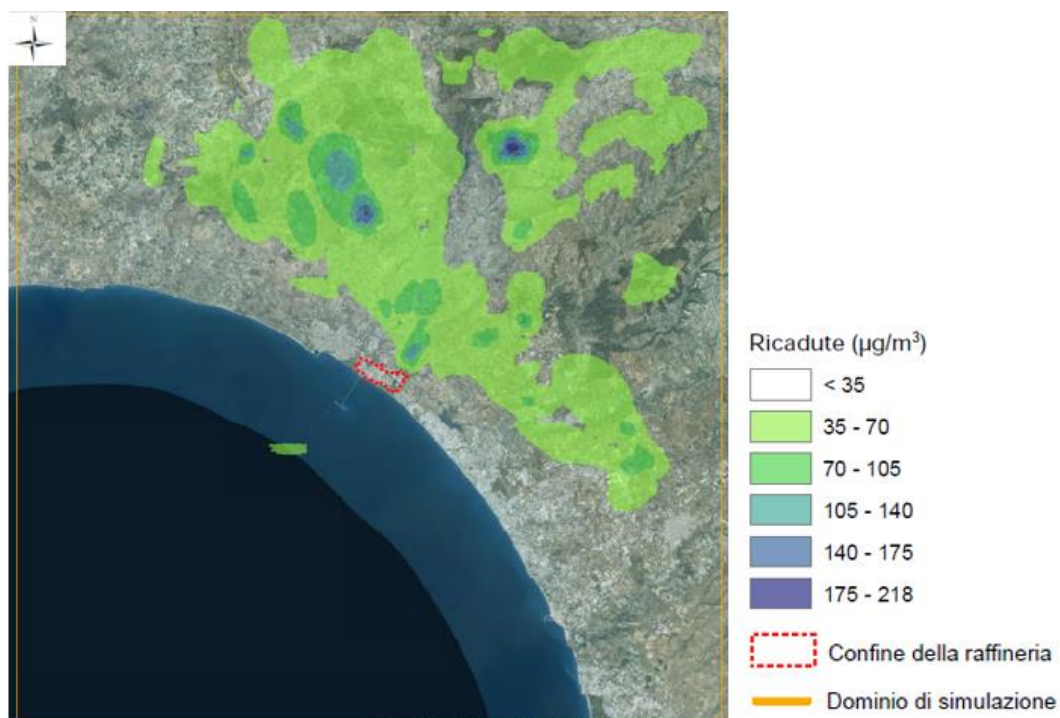 N
Ricadute (µg/m³)
< 35
35 - 70
70 - 105
105 - 140
140 - 175
175 - 218
Confine della raffineria
Dominio di simulazione